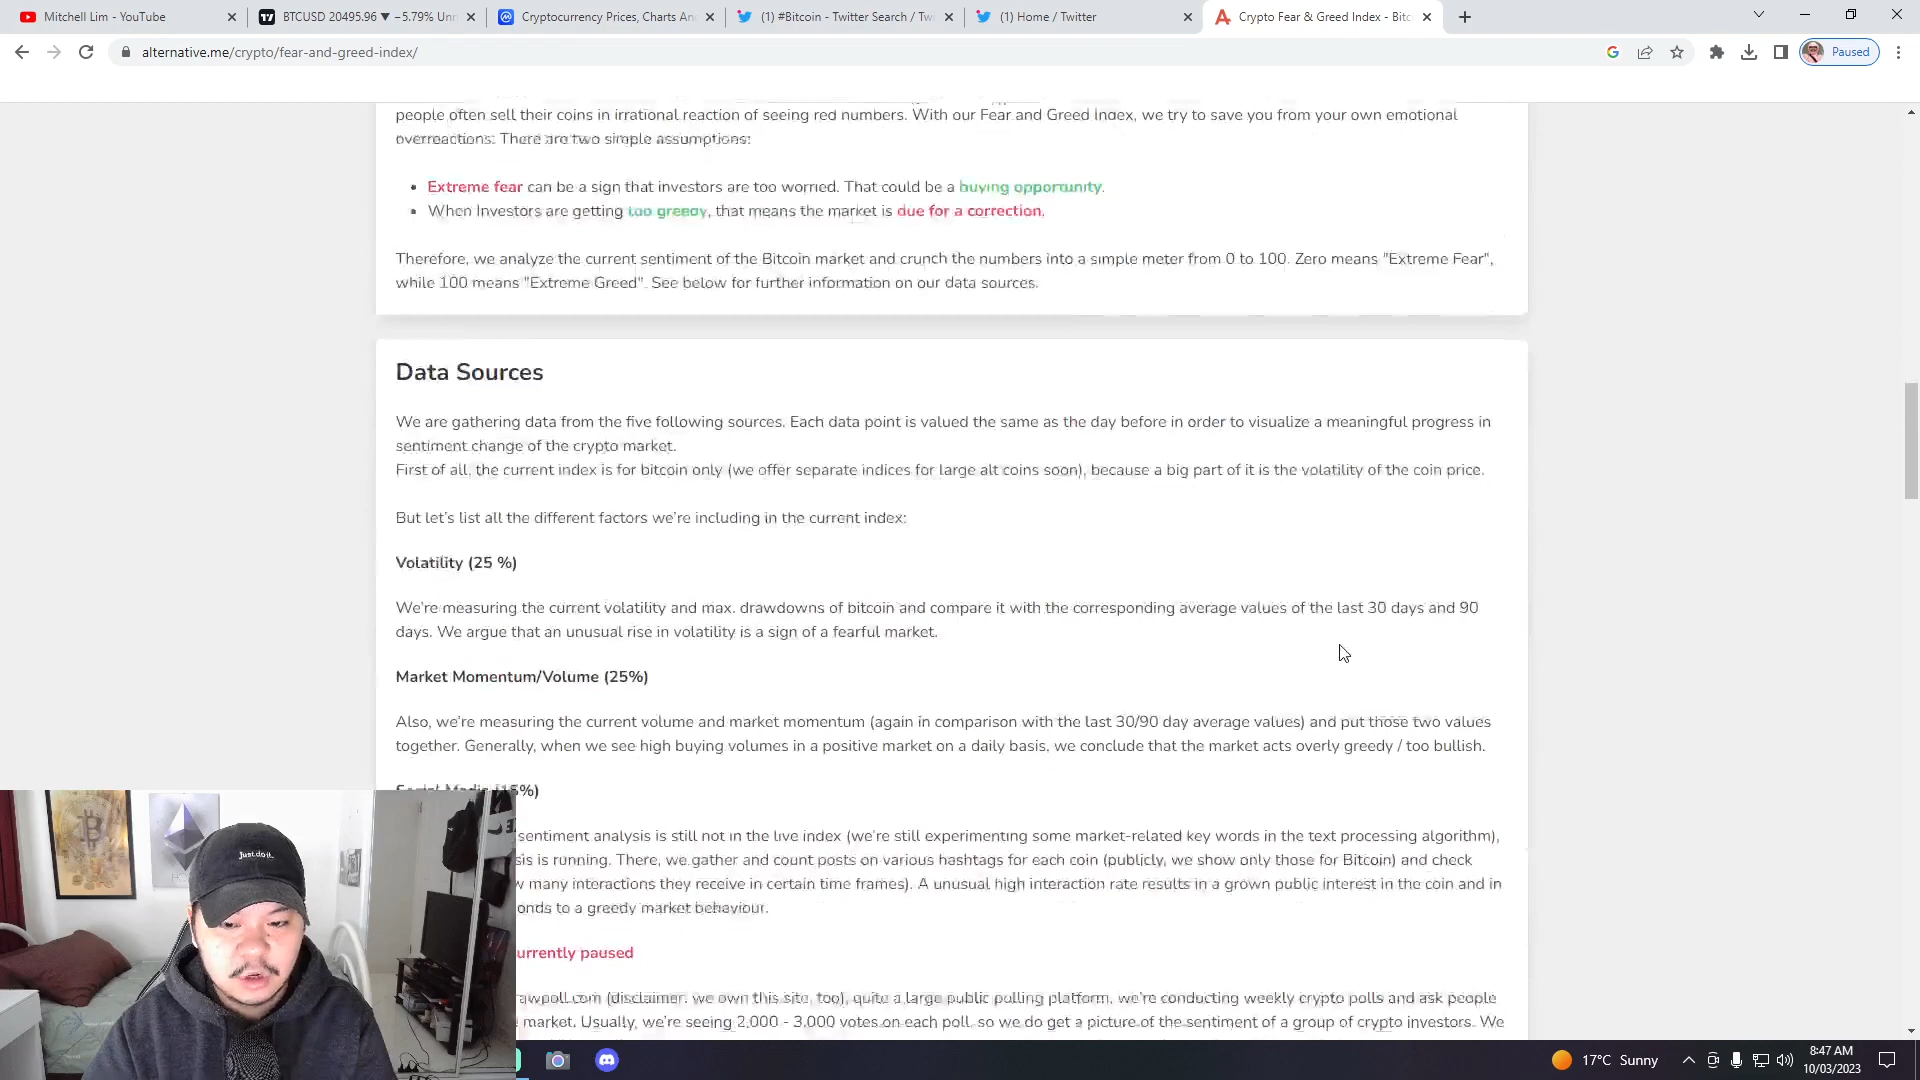 Mitchell Lim - YouTube
BTCUSD 20495.96 ▼ −5.79% Unn
Cryptocurrency Prices, Charts An
(1) #Bitcoin - Twitter Search / Twi
(1) Home / Twitter
Crypto Fear & Greed Index - Bitc
alternative.me/crypto/fear-and-greed-index/
Paused
people often sell their coins in irrational reaction of seeing red numbers. With our Fear and Greed Index, we try to save you from your own emotional
overreactions. There are two simple assumptions:
• Extreme fear can be a sign that investors are too worried. That could be a buying opportunity.
• When Investors are getting too greedy, that means the market is due for a correction.
Therefore, we analyze the current sentiment of the Bitcoin market and crunch the numbers into a simple meter from 0 to 100. Zero means "Extreme Fear",
while 100 means "Extreme Greed". See below for further information on our data sources.
Data Sources
We are gathering data from the five following sources. Each data point is valued the same as the day before in order to visualize a meaningful progress in
sentiment change of the crypto market.
First of all, the current index is for bitcoin only (we offer separate indices for large alt coins soon), because a big part of it is the volatility of the coin price.
But let's list all the different factors we're including in the current index:
Volatility (25 %)
We're measuring the current volatility and max. drawdowns of bitcoin and compare it with the corresponding average values of the last 30 days and 90
days. We argue that an unusual rise in volatility is a sign of a fearful market.
Market Momentum/Volume (25%)
Also, we're measuring the current volume and market momentum (again in comparison with the last 30/90 day average values) and put these two values
together. Generally, when we see high buying volumes in a positive market on a daily basis, we conclude that the market acts overly greedy / too bullish.
Social Media (15%)
sentiment analysis is still not in the live index (we're still experimenting some market-related key words in the text processing algorithm),
sis is running. There, we gather and count posts on various hashtags for each coin (publicly, we show only those for Bitcoin) and check
w many interactions they receive in certain time frames). A unusual high interaction rate results in a grown public interest in the coin and in
onds to a greedy market behaviour.
urrently paused
awpoll.com (disclaimer: we own this site, too), quite a large public polling platform, we're conducting weekly crypto polls and ask people
market. Usually, we're seeing 2,000 - 3,000 votes on each poll, so we do get a picture of the sentiment of a group of crypto investors. We
Just do it.
17°C Sunny
8:47 AM
10/03/2023